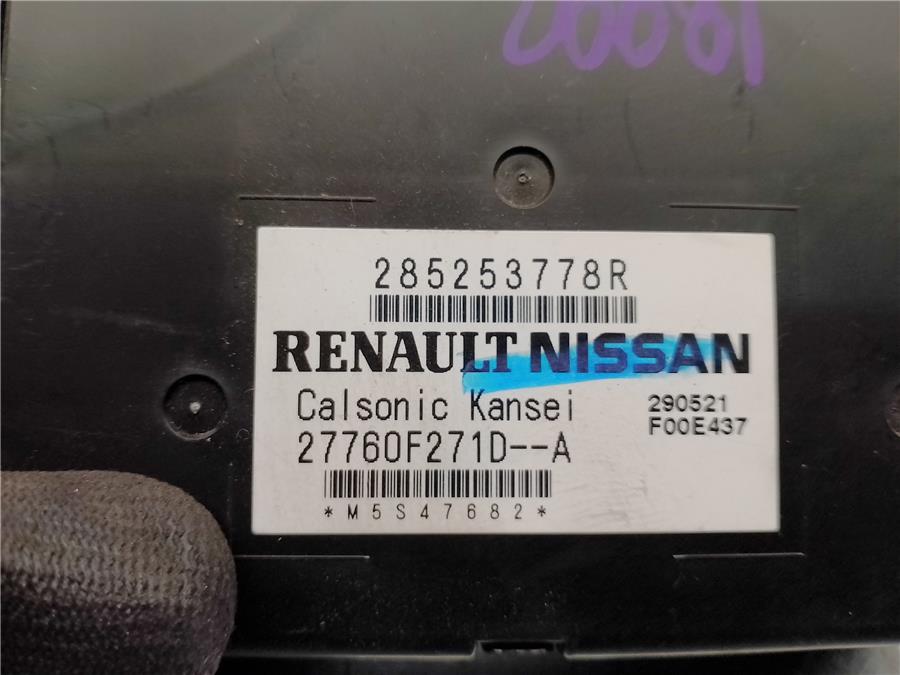 285253778R
RENAULT NISSAN
Calsonic Kansei
290521
F00E437
27760F271D--A
*M5S47682*